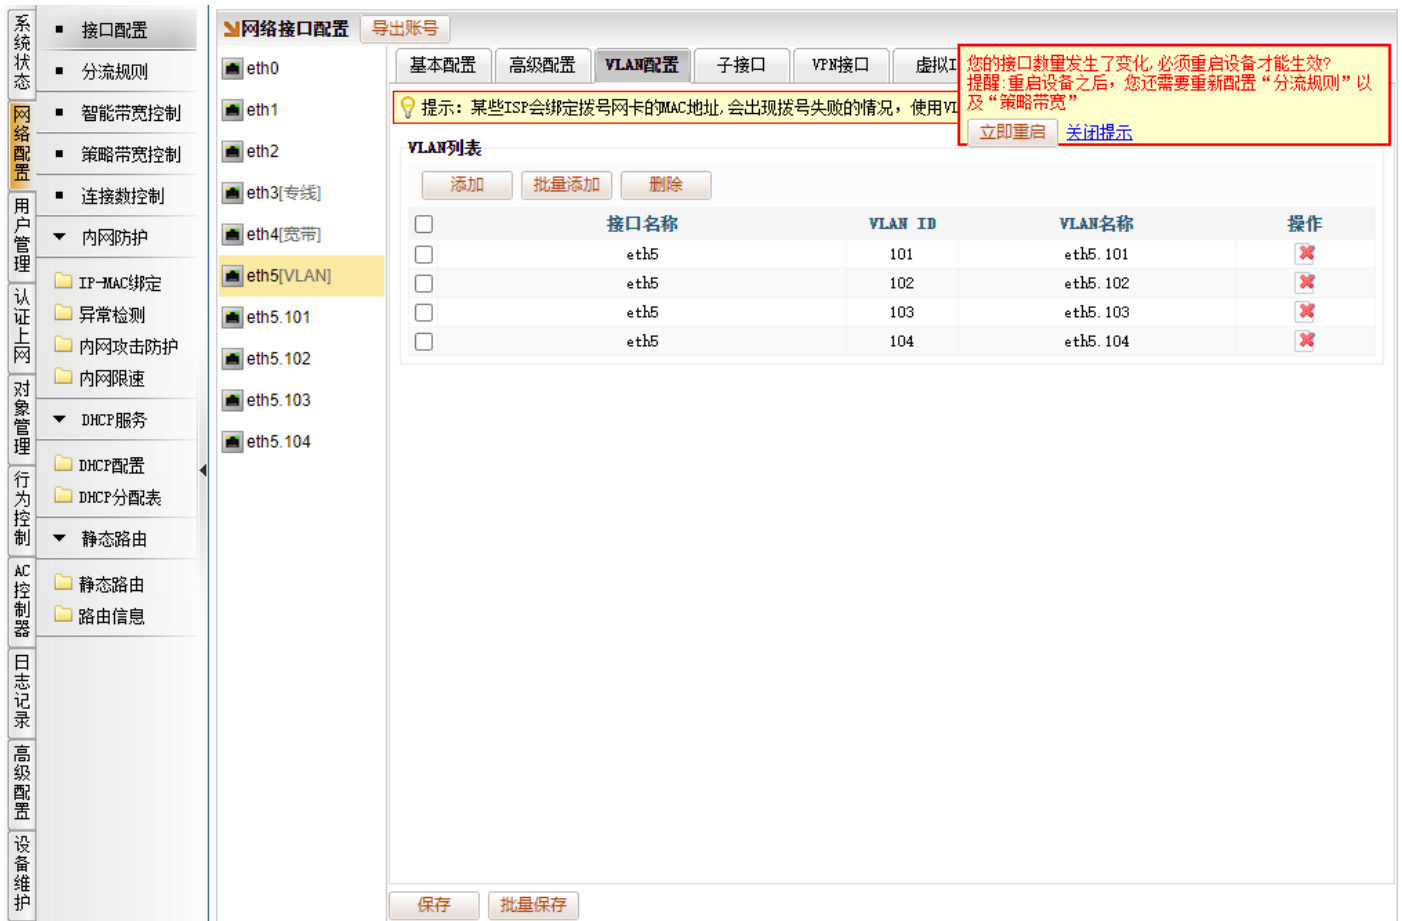 系统状态
网络配置
用户管理
认证上网
对象管理
行为控制
AC控制器
日志记录
高级配置
设备维护
接口配置
分流规则
智能带宽控制
策略带宽控制
连接数控制
内网防护
IP-MAC绑定
异常检测
内网攻击防护
内网限速
DHCP服务
DHCP配置
DHCP分配表
静态路由
静态路由
路由信息
网络接口配置 导出账号
eth0
eth1
eth2
eth3[专线]
eth4[宽带]
eth5[VLAN]
eth5.101
eth5.102
eth5.103
eth5.104
基本配置 高级配置 VLAN配置 子接口 VPN接口 虚拟I
您的接口数量发生了变化,必须重启设备才能生效?
提醒:重启设备之后，您还需要重新配置“分流规则”以
及“策略带宽”
立即重启 关闭提示
提示：某些ISP会绑定拨号网卡的MAC地址,会出现拨号失败的情况，使用VL
VLAN列表
添加 批量添加 删除
接口名称 VLAN ID VLAN名称 操作
eth5 101 eth5.101
eth5 102 eth5.102
eth5 103 eth5.103
eth5 104 eth5.104
保存 批量保存